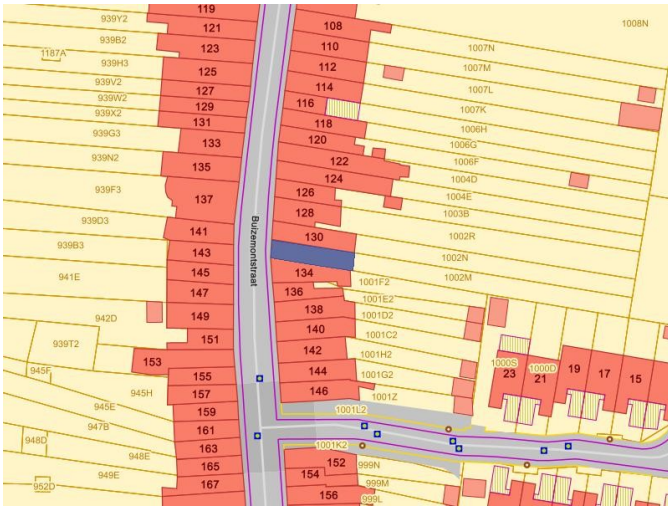 119
939Y2
121
108
1008N
939B2
123
110
1007N
1187A
939H3
125
112
1007M
939V2
127
114
1007L
939W2
129
116
1007K
939X2
131
118
1006H
939G3
133
120
1006G
939N2
135
122
1006F
124
1004D
939F3
137
126
1004E
128
1003B
939D3
141
130
1002R
939B3
143
1002N
941E
145
134
1002M
147
136
1001F2
942D
149
138
1001E2
1001D2
939T2
151
140
1001C2
153
142
1001H2
1000S
1000D
19
17
15
945F
155
144
1001G2
23
21
945H
157
146
1001Z
945E
159
1001L2
947B
161
948D
163
1001K2
948E
165
152
999N
949E
154
999M
952D
167
156
999L
Buizemontstraat